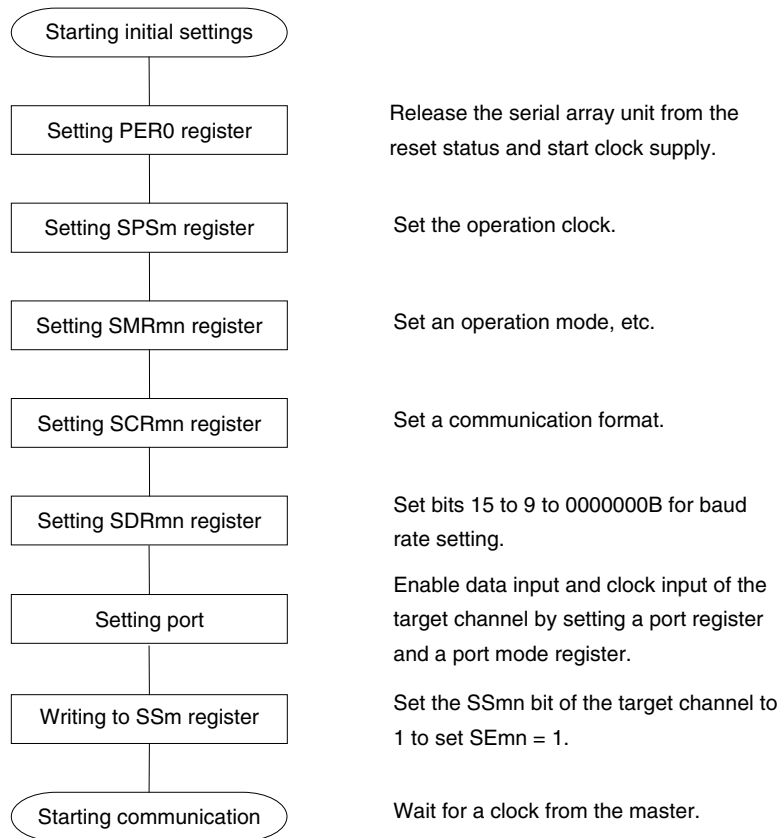 Starting initial settings
Setting PER0 register
Release the serial array unit from the
reset status and start clock supply.
Setting SPSm register
Set the operation clock.
Setting SMRmn register
Set an operation mode, etc.
Setting SCRmn register
Set a communication format.
Setting SDRmn register
Set bits 15 to 9 to 0000000B for baud
rate setting.
Setting port
Enable data input and clock input of the
target channel by setting a port register
and a port mode register.
Writing to SSm register
Set the SSmn bit of the target channel to
1 to set SEmn = 1.
Starting communication
Wait for a clock from the master.